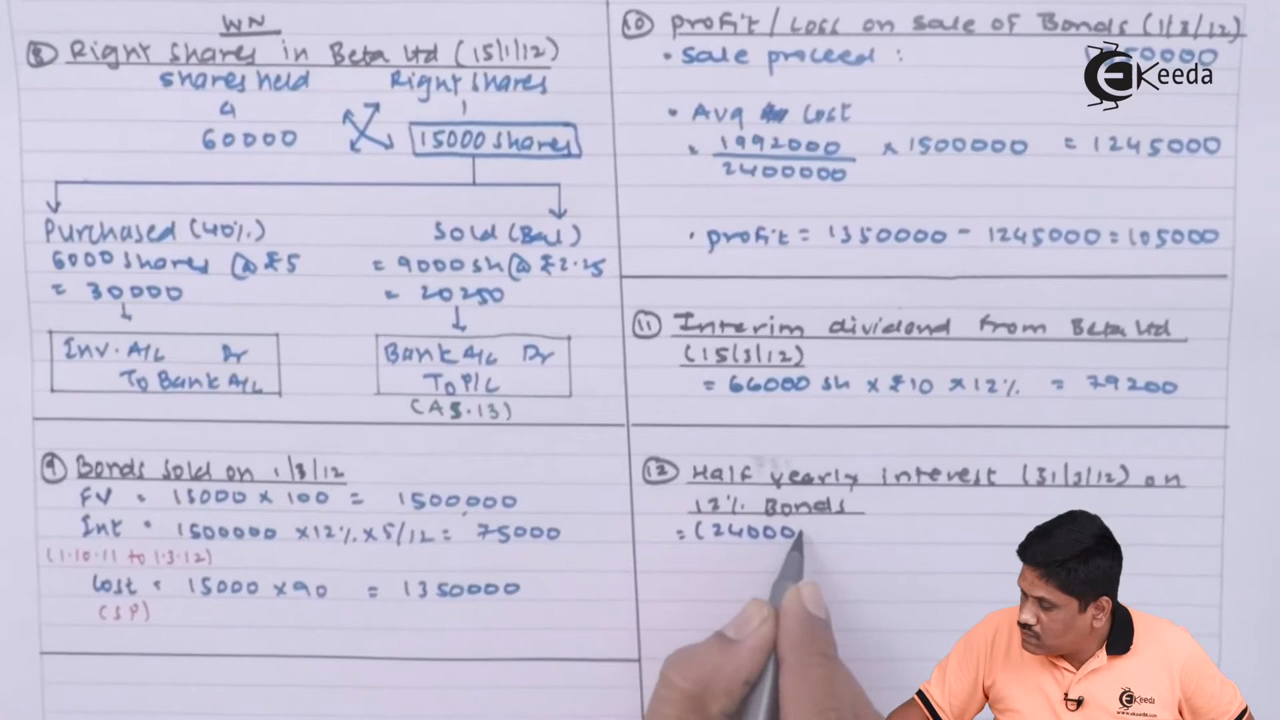 WN
⑧ Right shares in Beta Ltd (15/1/12)
shares held Right shares
4 1
60000 15000 shares
Purchased (40%) Sold (Bal)
6000 shares @ ₹5 = 9000 sh @ ₹2.25
= 30000 = 20250
Inv. A/c Dr Bank A/c Dr
To Bank A/c To P/L
(AS.13)
⑨ Bonds sold on 1/3/12
FV = 15000 × 100 = 1500000
Int = 1500000 × 12% × 5/12 = 75000
(1.10.11 to 1.3.12)
Cost = 15000 × 90 = 1350000
(SP)
⑩ profit/Loss on sale of Bonds (1/3/12)
• Sale proceed : 50000
• Avg Cost
= 1992000 × 1500000 = 1245000
2400000
• profit = 1350000 - 1245000 = 105000
⑪ Interim dividend from Beta Ltd
(15/3/12)
= 66000 sh × ₹10 × 12% = 79200
⑫ Half yearly interest (31/3/12) on
12% Bonds
= (24000
eKeeda
eKeeda
www.ekeeda.com